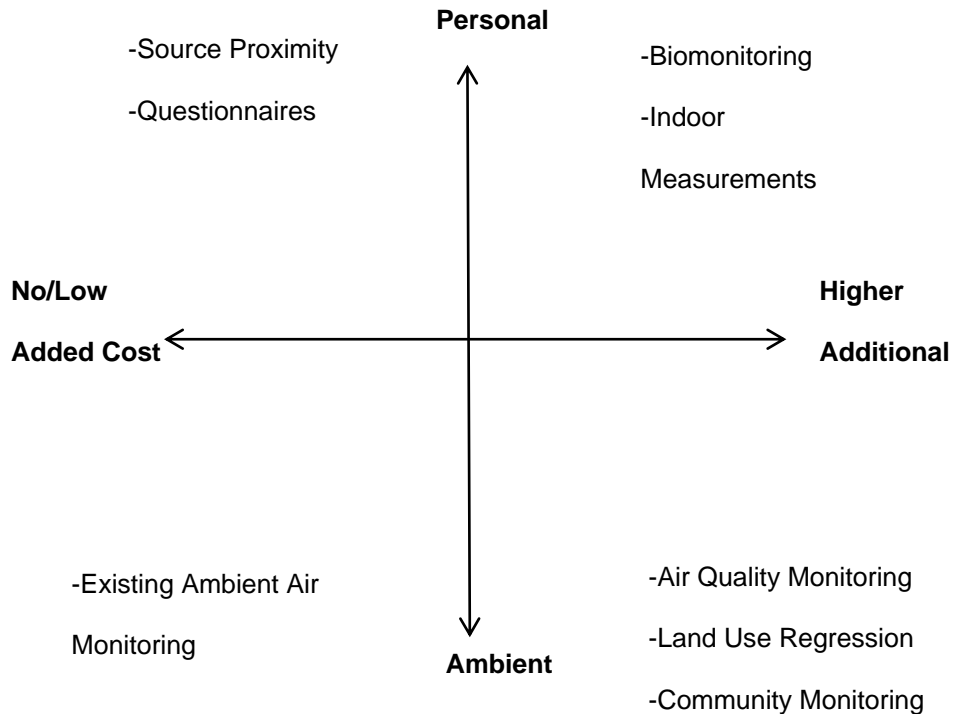 Personal
-Source Proximity
-Questionnaires
-Biomonitoring
-Indoor
Measurements
No/Low
Added Cost
Higher
Additional
-Existing Ambient Air
Monitoring
Ambient
-Air Quality Monitoring
-Land Use Regression
-Community Monitoring